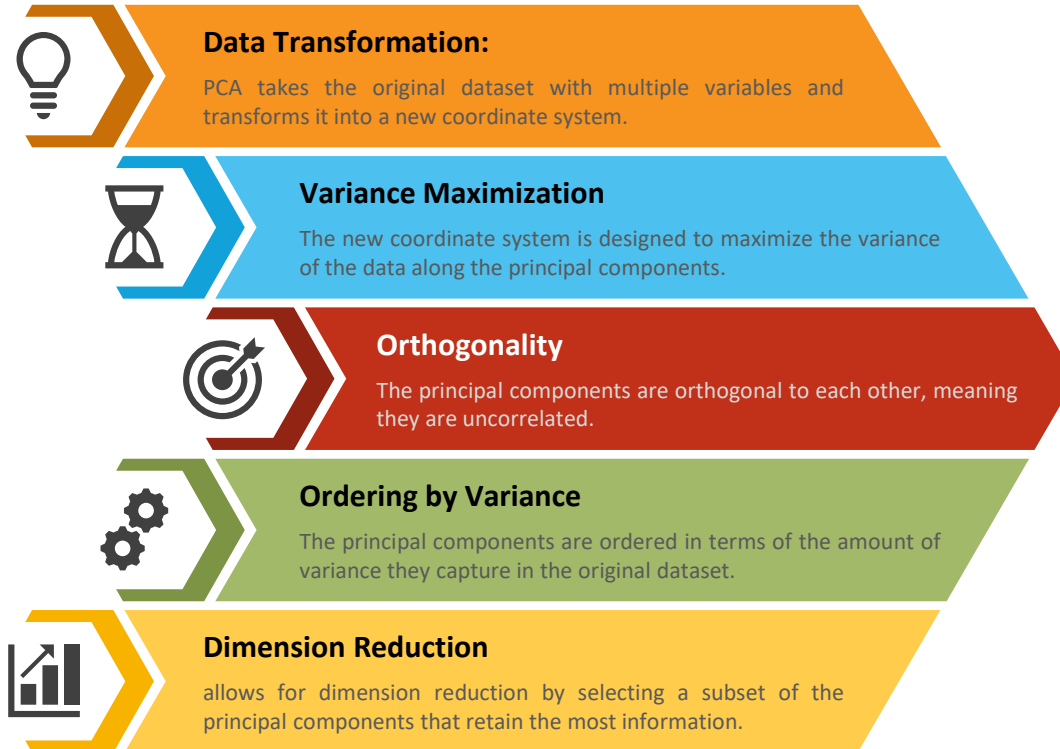 Data Transformation:
PCA takes the original dataset with multiple variables and
transforms it into a new coordinate system.
Variance Maximization
The new coordinate system is designed to maximize the variance
of the data along the principal components.
Orthogonality
The principal components are orthogonal to each other, meaning
they are uncorrelated.
Ordering by Variance
The principal components are ordered in terms of the amount of
variance they capture in the original dataset.
Dimension Reduction
allows for dimension reduction by selecting a subset of the
principal components that retain the most information.